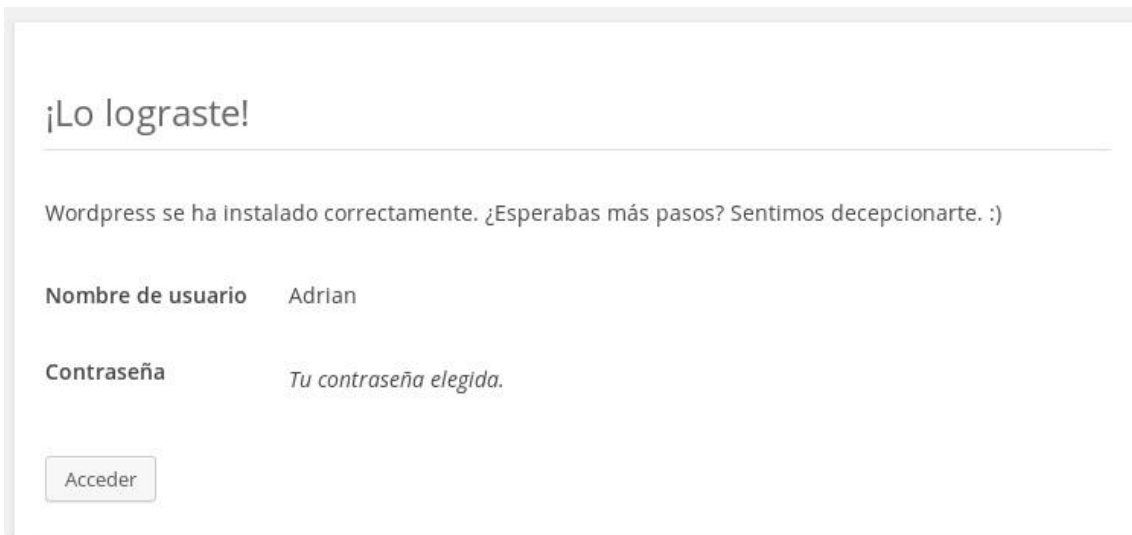 ¡Lo lograste!
Wordpress se ha instalado correctamente. ¿Esperabas más pasos? Sentimos decepcionarte. :)
Nombre de usuario Adrian
Contraseña Tu contraseña elegida.
Acceder